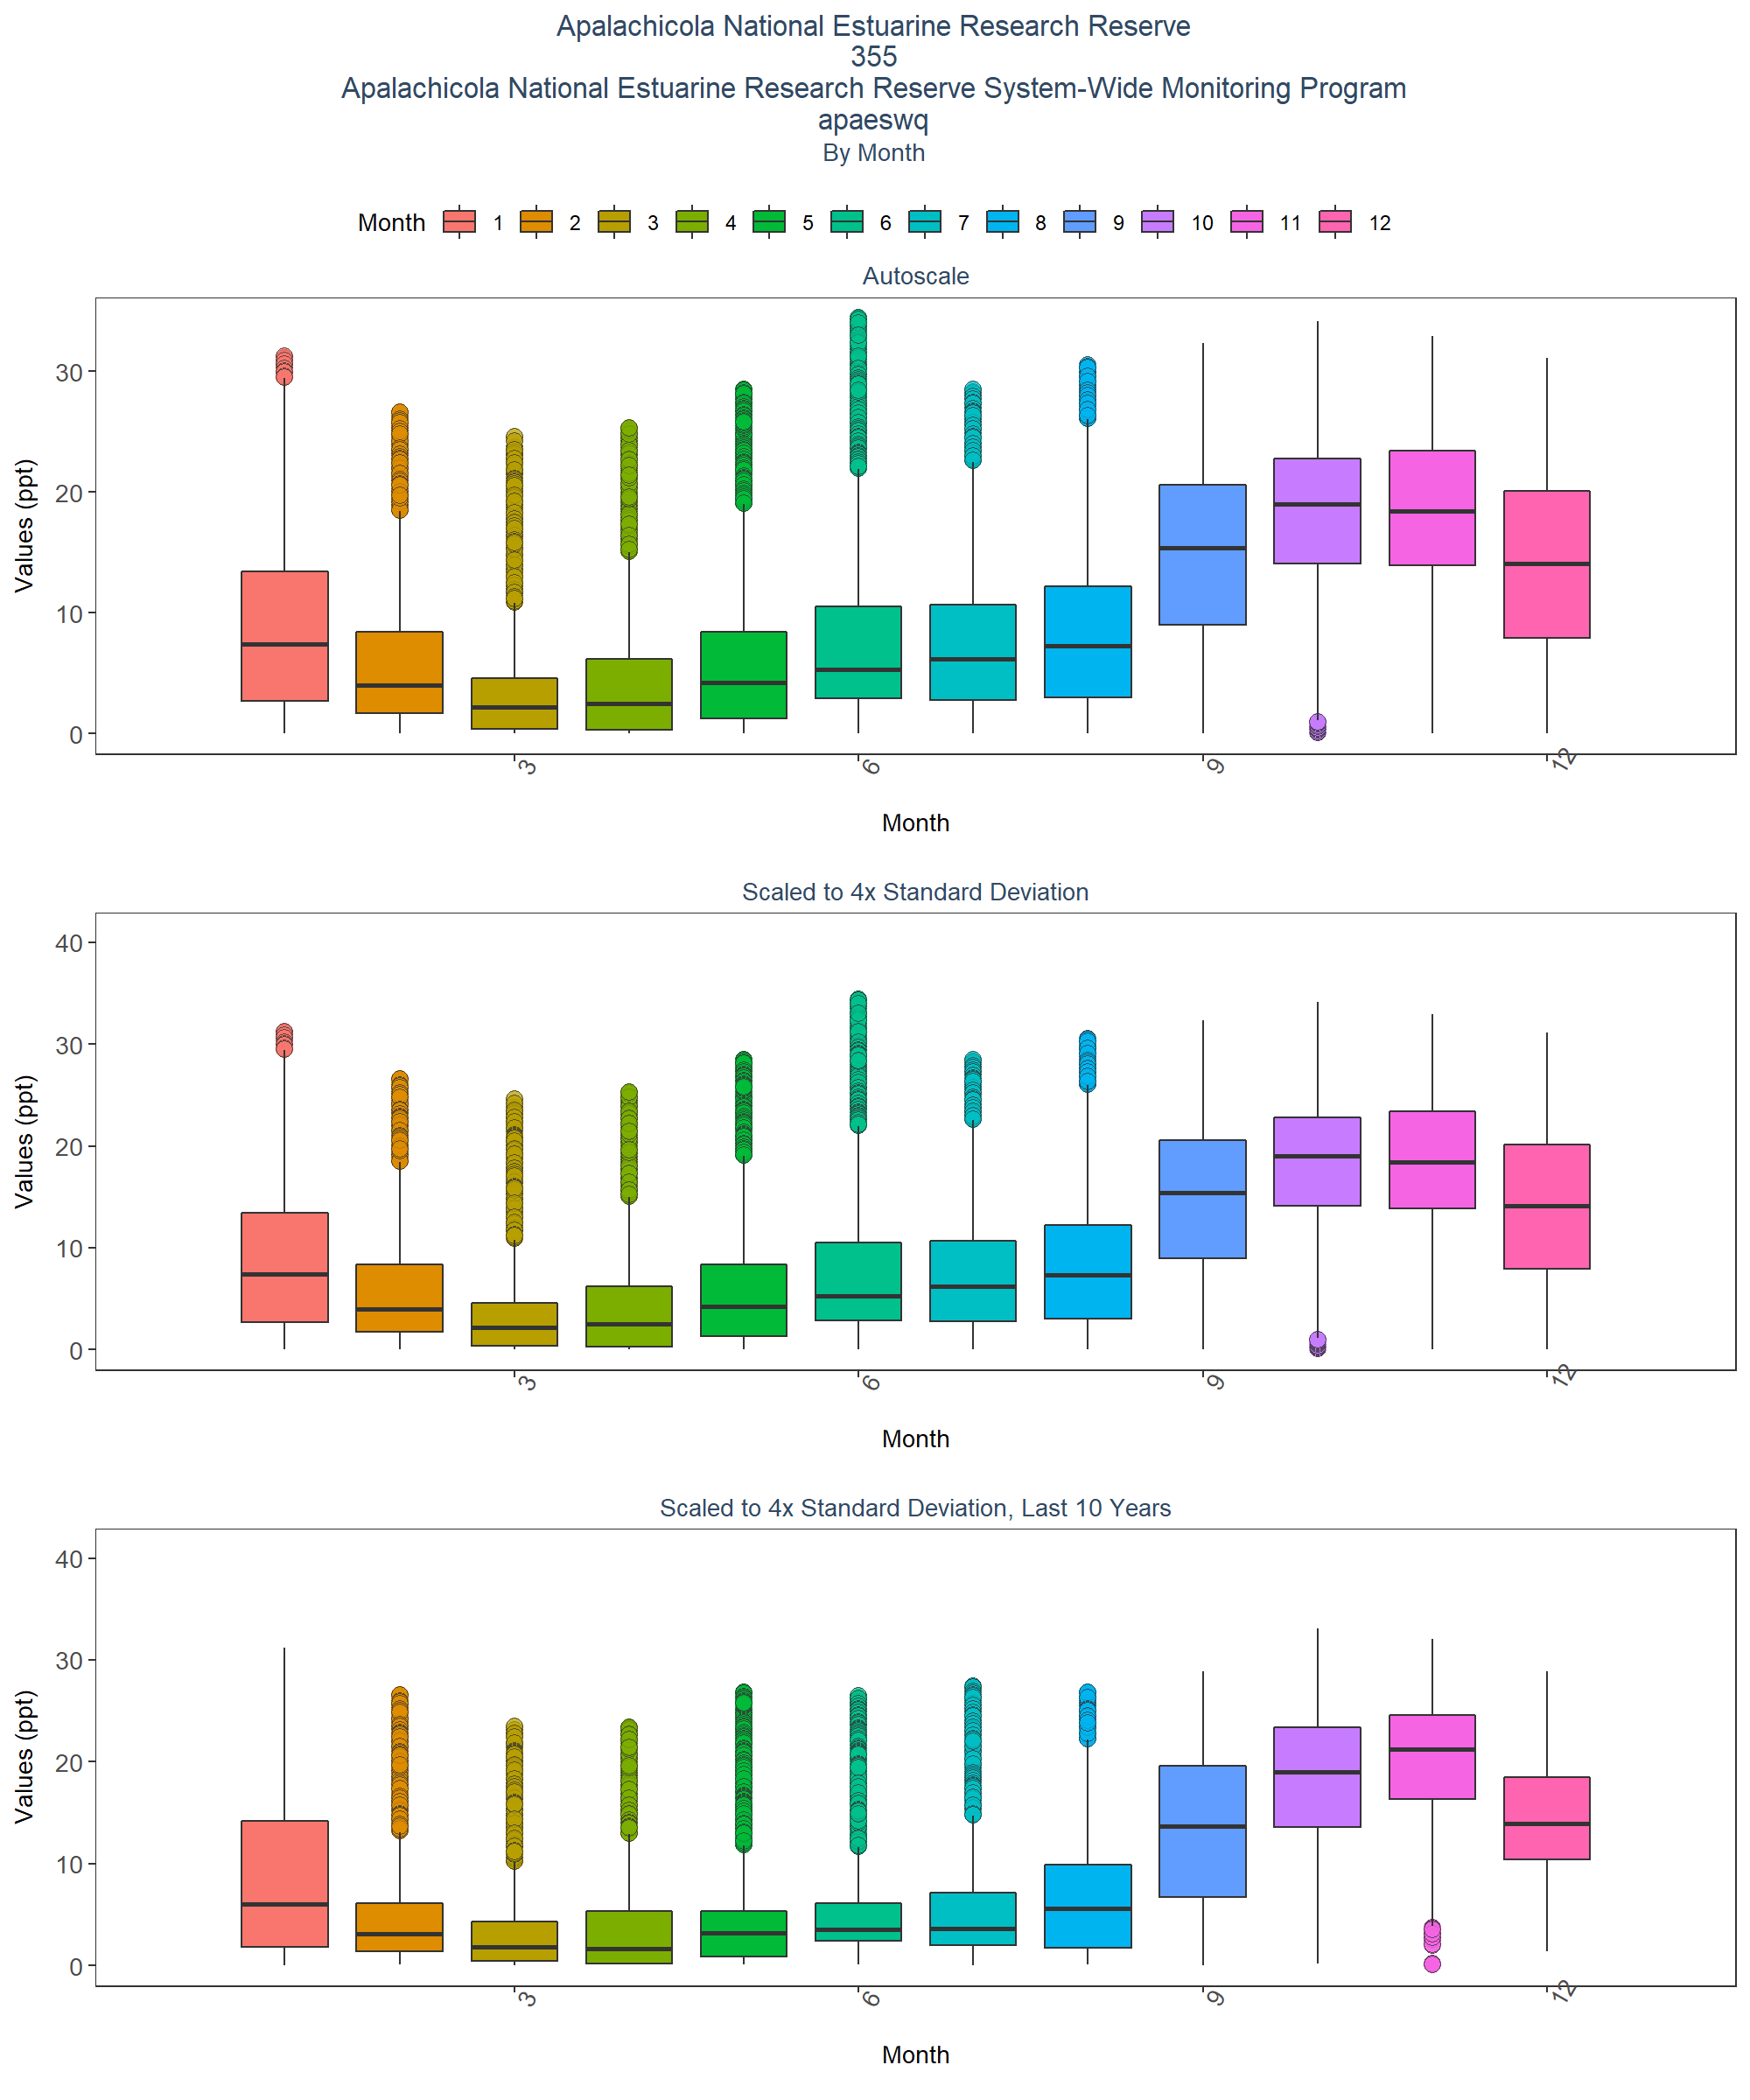 Apalachicola National Estuarine Research Reserve
355
Apalachicola National Estuarine Research Reserve System-Wide Monitoring Program
apaeswq
By Month
Month 1 2 3 4 5 6 7 8 9 10 11 12
Autoscale
Values (ppt)
30
20
10
0
3 6 9 12
Month
Scaled to 4x Standard Deviation
Values (ppt)
40
30
20
10
0
3 6 9 12
Month
Scaled to 4x Standard Deviation, Last 10 Years
Values (ppt)
40
30
20
10
0
3 6 9 12
Month